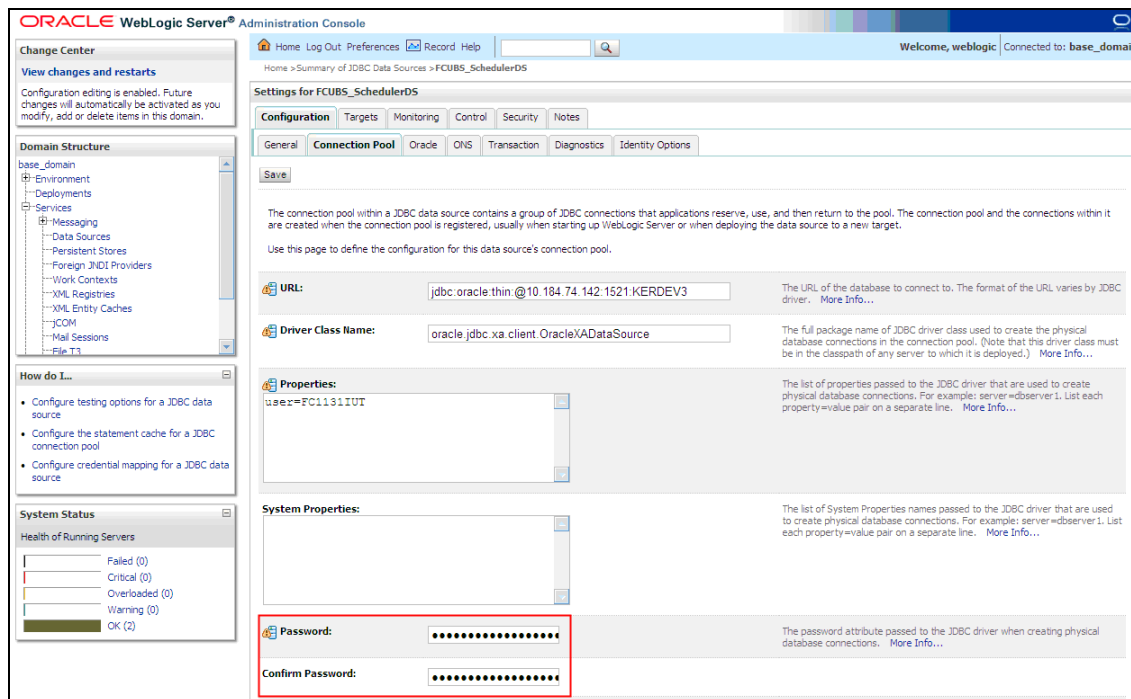 ORACLE WebLogic Server® Administration Console
Change Center
View changes and restarts
Configuration editing is enabled. Future
changes will automatically be activated as you
modify, add or delete items in this domain.
Domain Structure
base_domain
Environment
Deployments
Services
Messaging
Data Sources
Persistent Stores
Foreign JNDI Providers
Work Contexts
XML Registries
XML Entity Caches
jCOM
Mail Sessions
File T3
How do I...
Configure testing options for a JDBC data
source
Configure the statement cache for a JDBC
connection pool
Configure credential mapping for a JDBC data
source
System Status
Health of Running Servers
Failed (0)
Critical (0)
Overloaded (0)
Warning (0)
OK (2)
Home Log Out Preferences Record Help
Welcome, weblogic Connected to: base_domai
Home >Summary of JDBC Data Sources >FCUBS_SchedulerDS
Settings for FCUBS_SchedulerDS
Configuration Targets Monitoring Control Security Notes
General Connection Pool Oracle ONS Transaction Diagnostics Identity Options
Save
The connection pool within a JDBC data source contains a group of JDBC connections that applications reserve, use, and then return to the pool. The connection pool and the connections within it
are created when the connection pool is registered, usually when starting up WebLogic Server or when deploying the data source to a new target.
Use this page to define the configuration for this data source's connection pool.
URL:
jdbc:oracle:thin:@10.184.74.142:1521:KERDEV3
The URL of the database to connect to. The format of the URL varies by JDBC
driver. More Info...
Driver Class Name:
oracle.jdbc.xa.client.OracleXADataSource
The full package name of JDBC driver class used to create the physical
database connections in the connection pool. (Note that this driver class must
be in the classpath of any server to which it is deployed.) More Info...
Properties:
user=FC1131IUT
The list of properties passed to the JDBC driver that are used to create
physical database connections. For example: server=dbserver1. List each
property=value pair on a separate line. More Info...
System Properties:
The list of System Properties names passed to the JDBC driver that are used
to create physical database connections. For example: server=dbserver1. List
each property=value pair on a separate line. More Info...
Password:
••••••••••••••••••
The password attribute passed to the JDBC driver when creating physical
database connections. More Info...
Confirm Password:
••••••••••••••••••